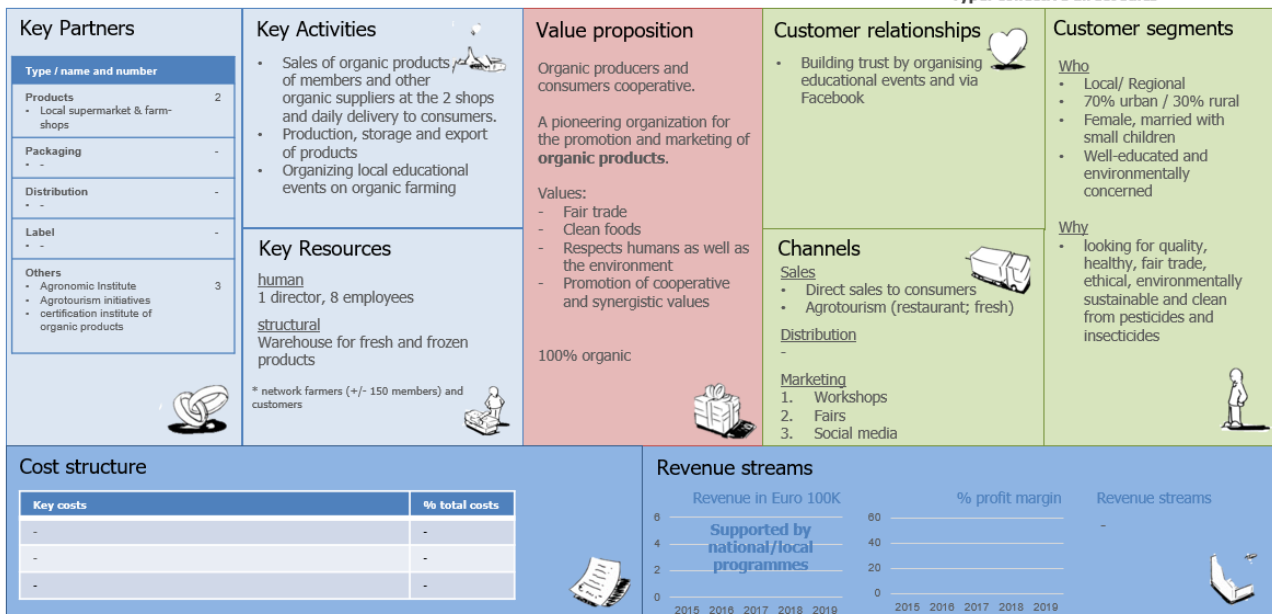 Key Partners
Type / name and number
Products 2
• Local supermarket & farm-
shops
Packaging -
• -
Distribution -
• -
Label -
• -
Others 3
• Agronomic Institute
• Agrotourism initiatives
• certification institute of
organic products
Key Activities
• Sales of organic products
of members and other
organic suppliers at the 2 shops
and daily delivery to consumers.
• Production, storage and export
of products
• Organizing local educational
events on organic farming
Key Resources
human
1 director, 8 employees
structural
Warehouse for fresh and frozen
products
* network farmers (+/- 150 members) and
customers
Value proposition
Organic producers and
consumers cooperative.
A pioneering organization for
the promotion and marketing of
organic products.
Values:
- Fair trade
- Clean foods
- Respects humans as well as
the environment
- Promotion of cooperative
and synergistic values
100% organic
Customer relationships
• Building trust by organising
educational events and via
Facebook
Channels
Sales
• Direct sales to consumers
• Agrotourism (restaurant; fresh)
Distribution
-
Marketing
1. Workshops
2. Fairs
3. Social media
Customer segments
Who
• Local/ Regional
• 70% urban / 30% rural
• Female, married with
small children
• Well-educated and
environmentally
concerned
Why
• looking for quality,
healthy, fair trade,
ethical, environmentally
sustainable and clean
from pesticides and
insecticides
Cost structure
Key costs % total costs
- -
- -
- -
Revenue streams
Revenue in Euro 100K
6
4
2
0
Supported by
national/local
programmes
2015 2016 2017 2018 2019
% profit margin
60
40
20
0
2015 2016 2017 2018 2019
Revenue streams
-